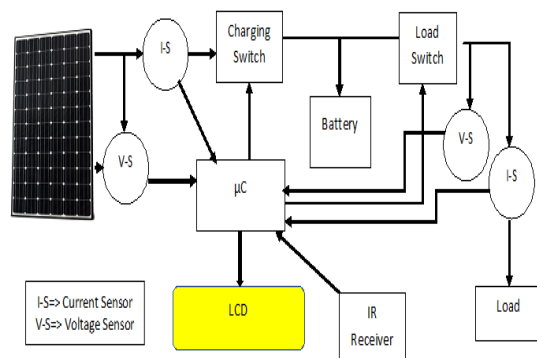 I-S
Charging
Switch
Load
Switch
Battery
V-S
V-S
I-S
µC
I-S=> Current Sensor
V-S=> Voltage Sensor
LCD
IR
Receiver
Load